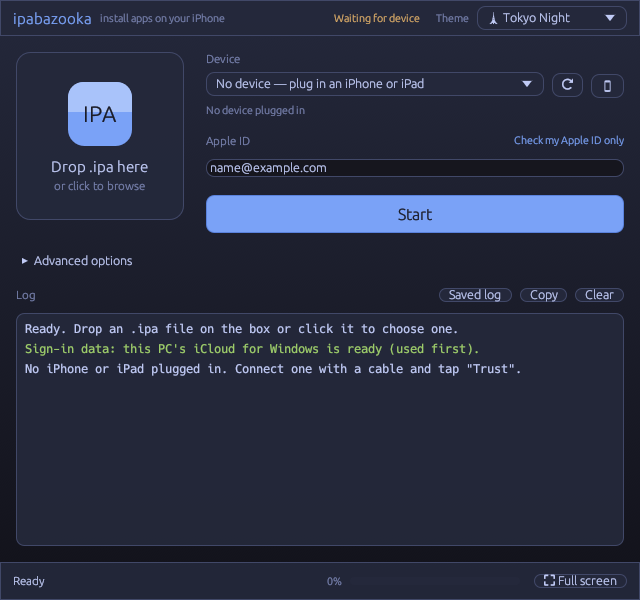 ipabazooka install apps on your iPhone Waiting for device Theme Tokyo Night
Device
No device — plug in an iPhone or iPad
No device plugged in
IPA
Drop .ipa here
or click to browse
Apple ID Check my Apple ID only
name@example.com
Start
Advanced options
Log Saved log Copy Clear
Ready. Drop an .ipa file on the box or click it to choose one.
Sign-in data: this PC's iCloud for Windows is ready (used first).
No iPhone or iPad plugged in. Connect one with a cable and tap "Trust".
Ready 0% Full screen